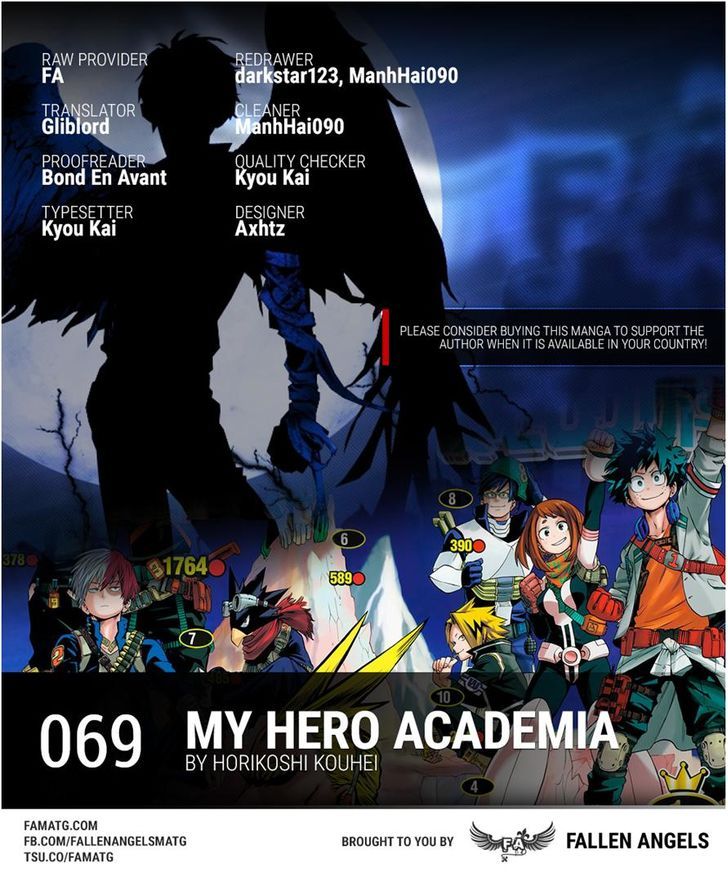 RAW PROVIDER
FA
REDRAWER
darkstar123, ManhHai090
TRANSLATOR
Gliblord
CLEANER
ManhHai090
PROOFREADER
Bond En Avant
QUALITY CHECKER
Kyou Kai
TYPESETTER
Kyou Kai
DESIGNER
Axhtz
PLEASE CONSIDER BUYING THIS MANGA TO SUPPORT THE
AUTHOR WHEN IT IS AVAILABLE IN YOUR COUNTRY!
8
6
390
378
1764
589
7
2
10
4
069
MY HERO ACADEMIA
BY HORIKOSHI KOUHEI
FAMATG.COM
FB.COM/FALLENANGELSMATG
TSU.CO/FAMATG
BROUGHT TO YOU BY
FA
FALLEN ANGELS